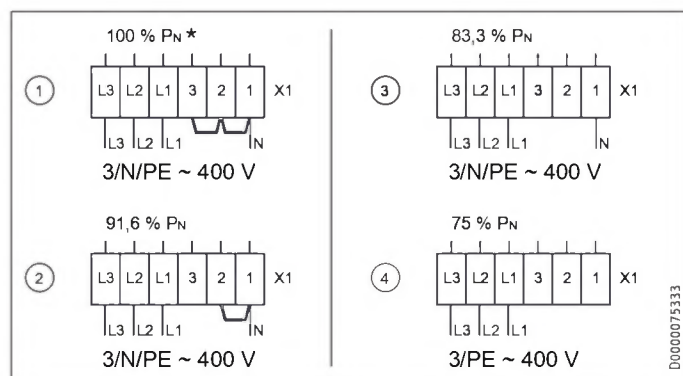 100 % PN *
1
L3 L2 L1 3 2 1 X1
L3 L2 L1 N
3/N/PE ~ 400 V
91,6 % PN
2
L3 L2 L1 3 2 1 X1
L3 L2 L1 N
3/N/PE ~ 400 V
83,3 % PN
3
L3 L2 L1 3 2 1 X1
L3 L2 L1 N
3/N/PE ~ 400 V
75 % PN
4
L3 L2 L1 3 2 1 X1
L3 L2 L1
3/PE ~ 400 V
D0000075333